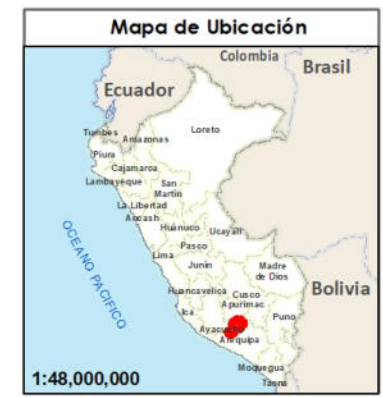 Mapa de Ubicación
Colombia
Brasil
Ecuador
Tumbes
Amazonas
Loreto
Piura
Cajamarca
Lambayeque
San
Martin
La Libertad
Ancash
Huánuco
Ucayali
Pasco
Lima
Junín
Madre
de Dios
OCEANO PACIFICO
Huancavelica
Cusco
Apurimac
Bolivia
Ica
Puno
Ayacucho
Arequipa
Moquegua
Tacna
1:48,000,000